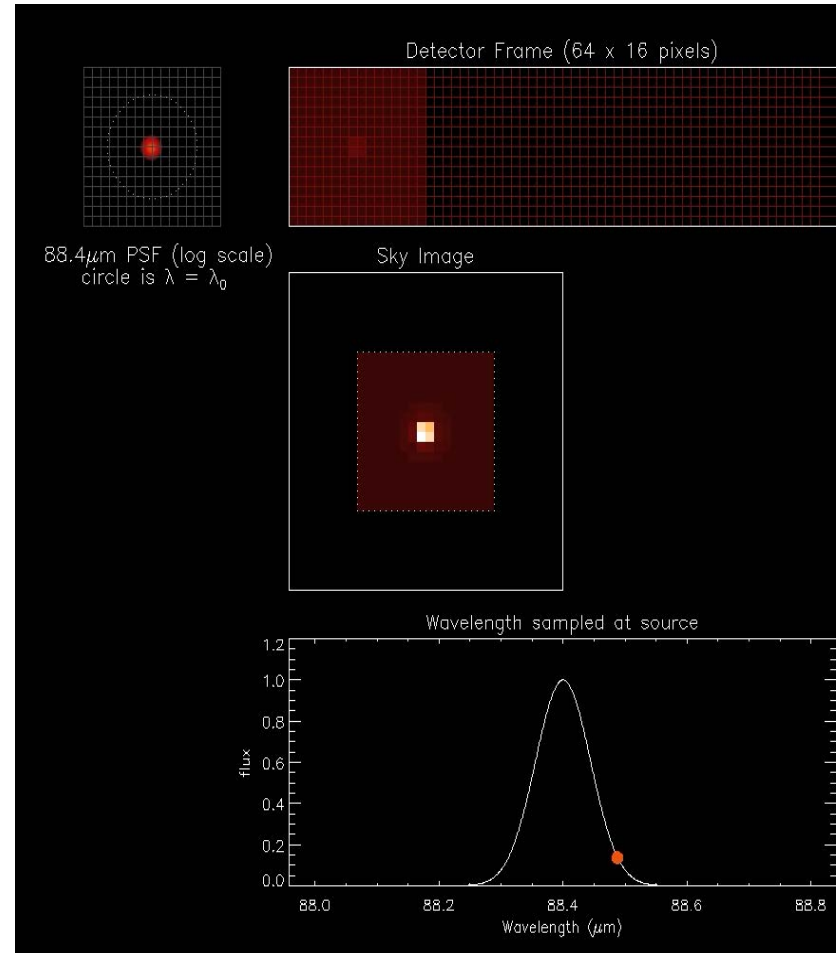 Detector Frame (64 x 16 pixels)
88.4μm PSF (log scale)
circle is λ = λ₀
Sky Image
Wavelength sampled at source
1.2
1.0
0.8
0.6
0.4
0.2
0.0
flux
88.0 88.2 88.4 88.6 88.8
Wavelength (μm)